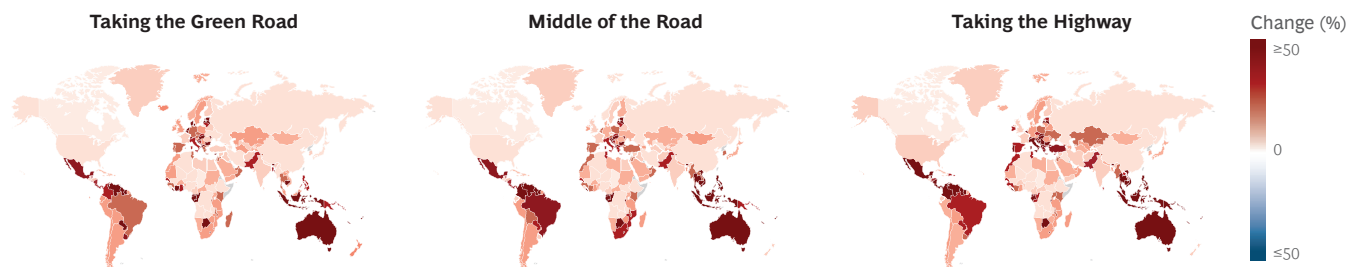 Taking the Green Road
Middle of the Road
Taking the Highway
Change (%)
≥50
0
≤50